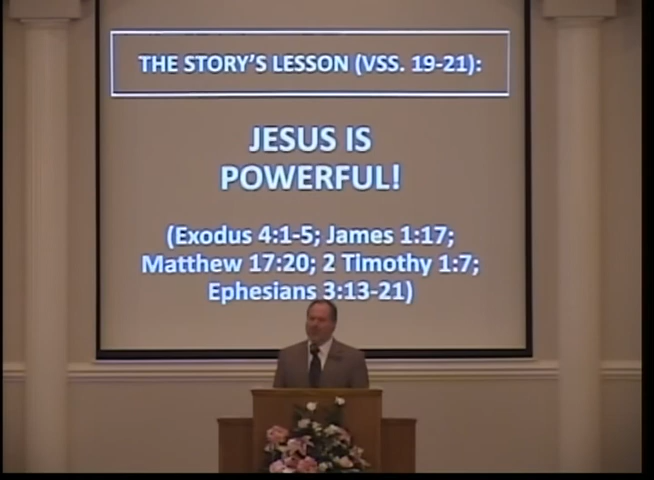 THE STORY'S LESSON (VSS. 19-21):
JESUS IS
POWERFUL!
(Exodus 4:1-5; James 1:17;
Matthew 17:20; 2 Timothy 1:7;
Ephesians 3:13-21)